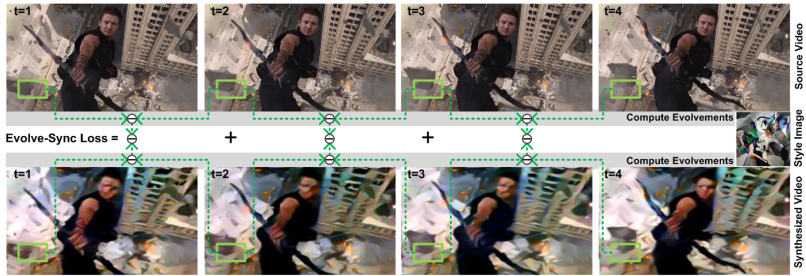 t=1
t=2
t=3
t=4
Source Video
Compute Evolvements
Evolve-Sync Loss =
+
+
Style Image
Compute Evolvements
t=1
t=2
t=3
t=4
Synthesized Video